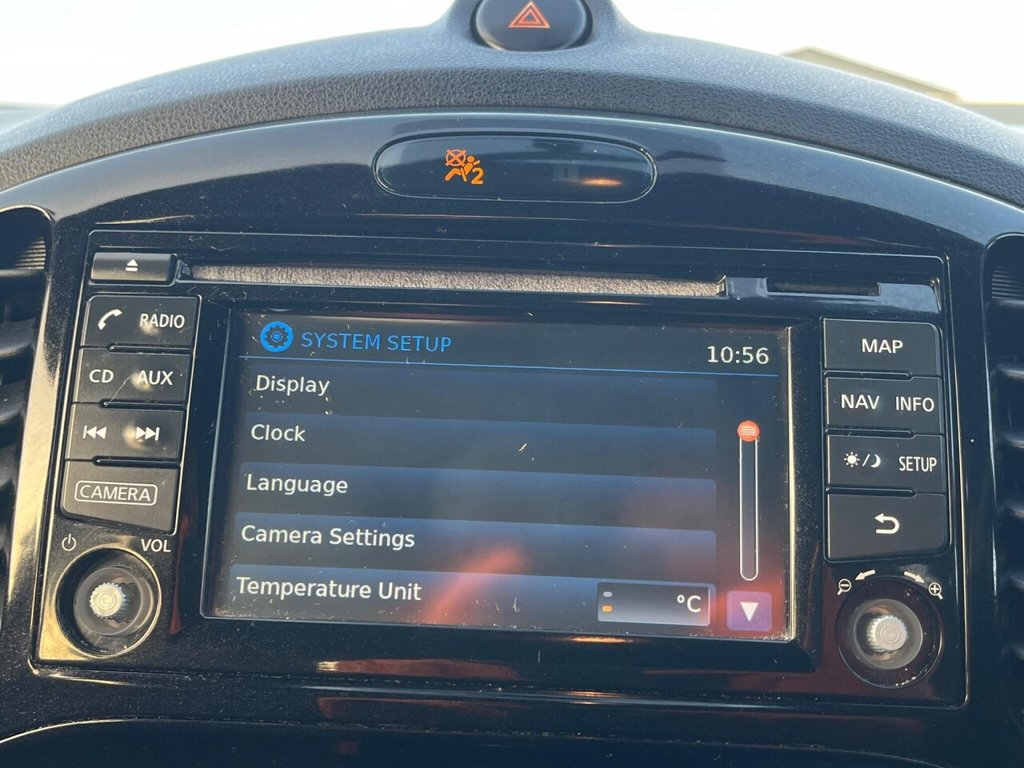 2
RADIO
CD AUX
CAMERA
VOL
SYSTEM SETUP
10:56
Display
Clock
Language
Camera Settings
Temperature Unit
°C
MAP
NAV INFO
SETUP